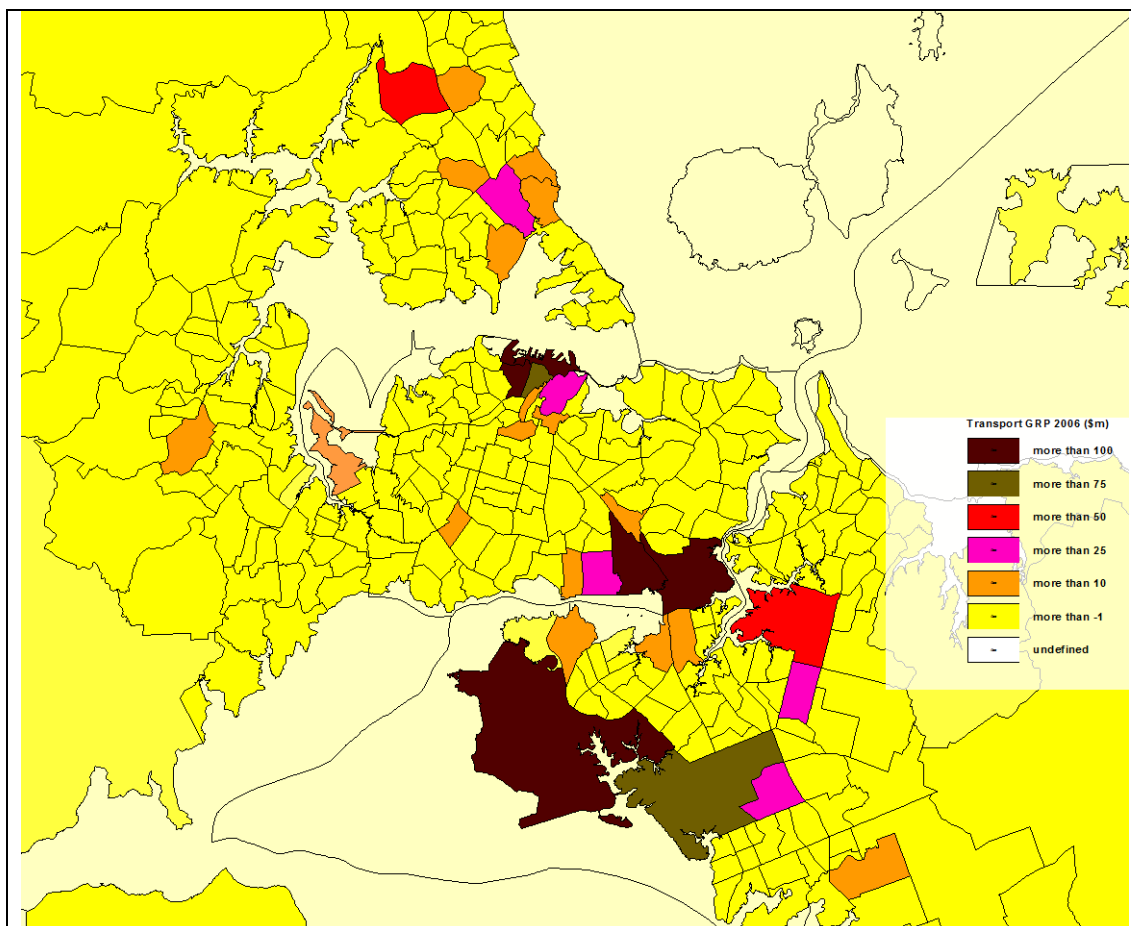 Transport GRP 2006 ($m)
more than 100
more than 75
more than 50
more than 25
more than 10
more than -1
undefined